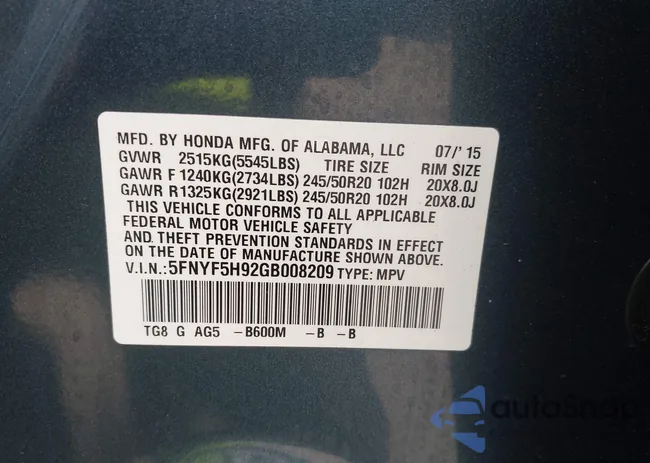 MFD. BY HONDA MFG. OF ALABAMA, LLC 07/'15
GVWR 2515KG(5545LBS) TIRE SIZE RIM SIZE
GAWR F 1240KG(2734LBS) 245/50R20 102H 20X8.0J
GAWR R1325KG(2921LBS) 245/50R20 102H 20X8.0J
THIS VEHICLE CONFORMS TO ALL APPLICABLE
FEDERAL MOTOR VEHICLE SAFETY
AND THEFT PREVENTION STANDARDS IN EFFECT
ON THE DATE OF MANUFACTURE SHOWN ABOVE.
V.I.N.:5FNYF5H92GB008209 TYPE: MPV
TG8 G AG5 -B600M -B -B
autoSnap